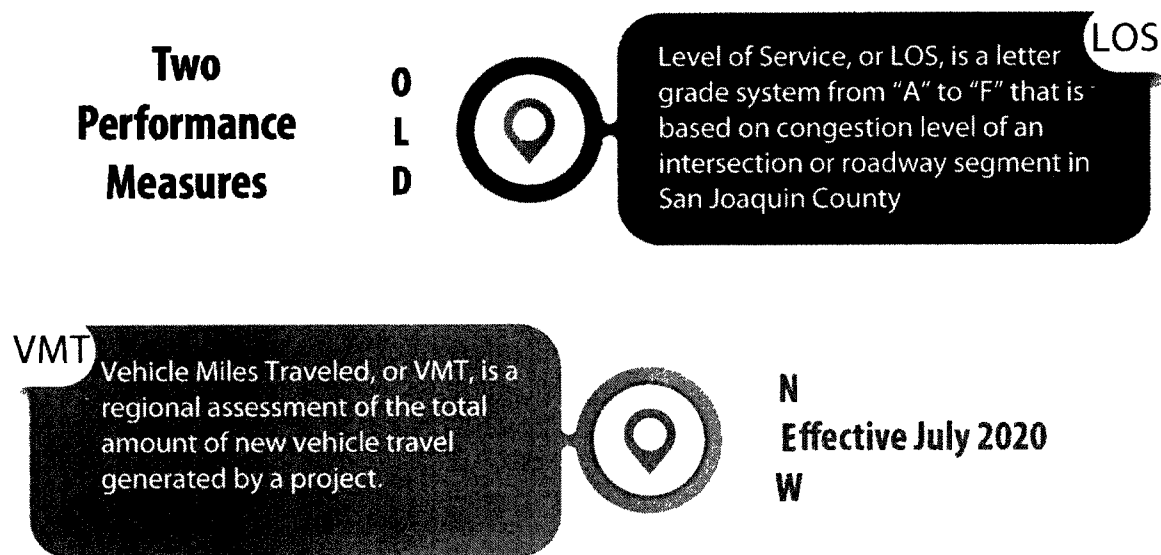 Two
Performance
Measures
O
L
D
LOS
Level of Service, or LOS, is a letter
grade system from “A” to “F” that is
based on congestion level of an
intersection or roadway segment in
San Joaquin County
VMT
Vehicle Miles Traveled, or VMT, is a
regional assessment of the total
amount of new vehicle travel
generated by a project.
N
Effective July 2020
W